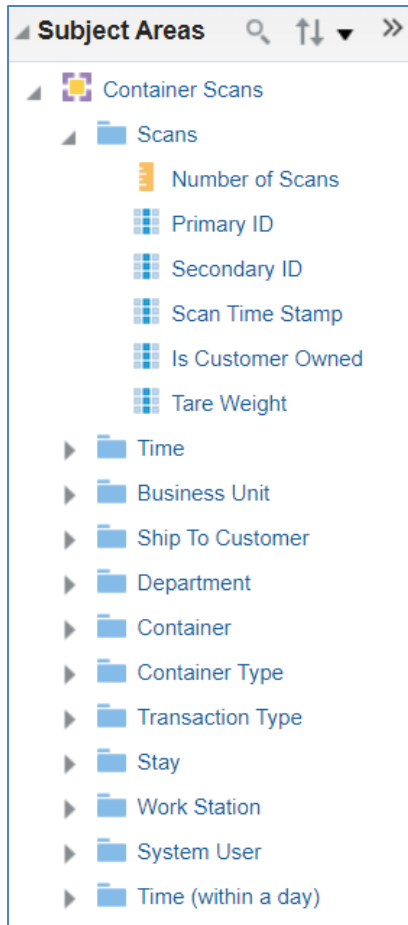 Subject Areas
Container Scans
Scans
Number of Scans
Primary ID
Secondary ID
Scan Time Stamp
Is Customer Owned
Tare Weight
Time
Business Unit
Ship To Customer
Department
Container
Container Type
Transaction Type
Stay
Work Station
System User
Time (within a day)